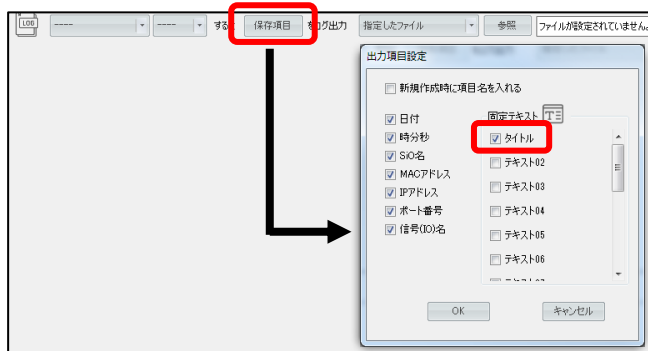 LOG ---- ---- すると 保存項目 をログ出力 指定したファイル 参照 ファイルが設定されていません。
出力項目設定
新規作成時に項目名を入れる
日付
時分秒
SiO名
MACアドレス
IPアドレス
ポート番号
信号(IO)名
固定テキスト
タイトル
テキスト02
テキスト03
テキスト04
テキスト05
テキスト06
OK キャンセル